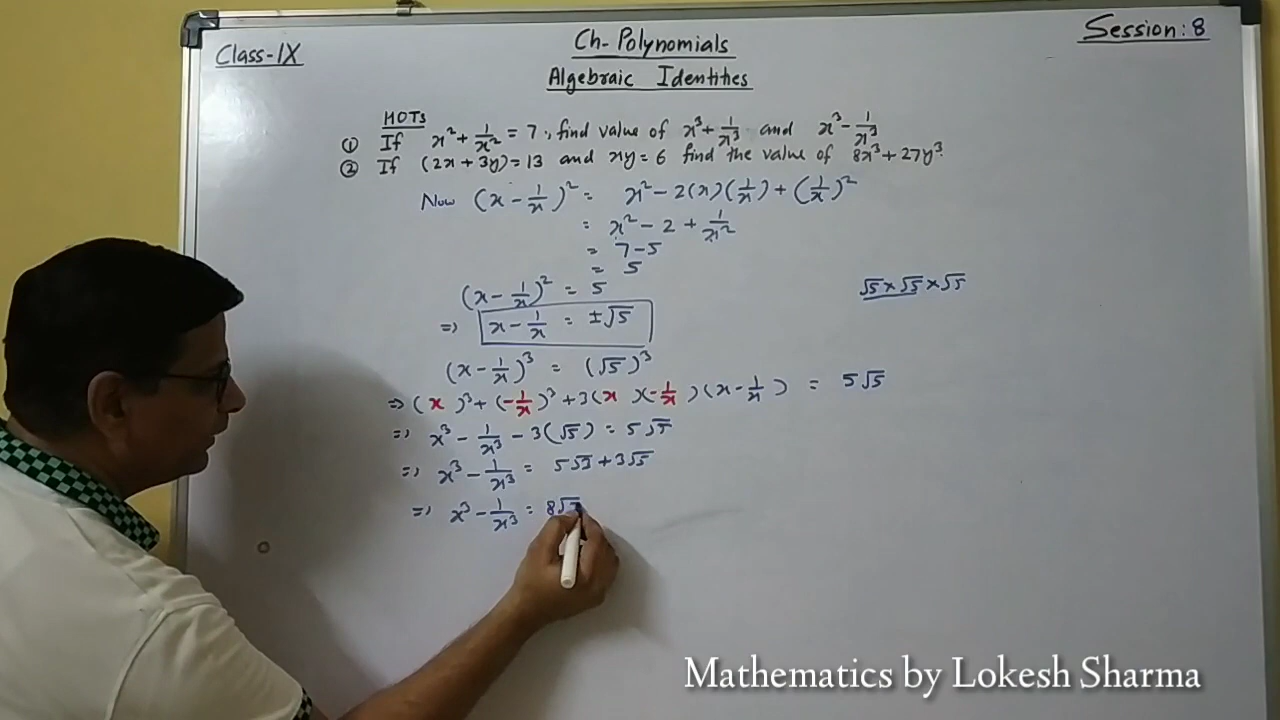 Class-IX
Ch- Polynomials
Session: 8
Algebraic Identities
HOTS
① If x² + 1/x² = 7, find value of x³ + 1/x³ and x³ - 1/x³
② If (2x + 3y) = 13 and xy = 6 find the value of 8x³ + 27y³.
Now (x - 1/x)² = x² - 2(x)(1/x) + (1/x)²
= x² - 2 + 1/x²
= 7 - 5
= 5
(x - 1/x)² = 5
√5 × √5 × √5
=> x - 1/x = ±√5
(x - 1/x)³ = (√5)³
=> (x)³ + (-1/x)³ + 3(x)(-1/x)(x - 1/x) = 5√5
=> x³ - 1/x³ - 3(√5) = 5√5
=> x³ - 1/x³ = 5√5 + 3√5
=> x³ - 1/x³ = 8√
Mathematics by Lokesh Sharma